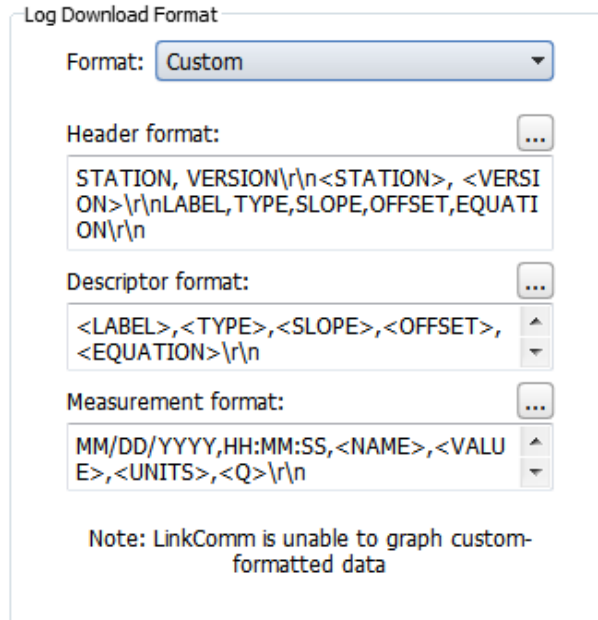 Log Download Format
Format: Custom
Header format:
...
STATION, VERSION\r\n<STATION>, <VERSI
ON>\r\nLABEL,TYPE,SLOPE,OFFSET,EQUATI
ON\r\n
Descriptor format:
...
<LABEL>,<TYPE>,<SLOPE>,<OFFSET>,
<EQUATION>\r\n
Measurement format:
...
MM/DD/YYYY,HH:MM:SS,<NAME>,<VALU
E>,<UNITS>,<Q>\r\n
Note: LinkComm is unable to graph custom-
formatted data